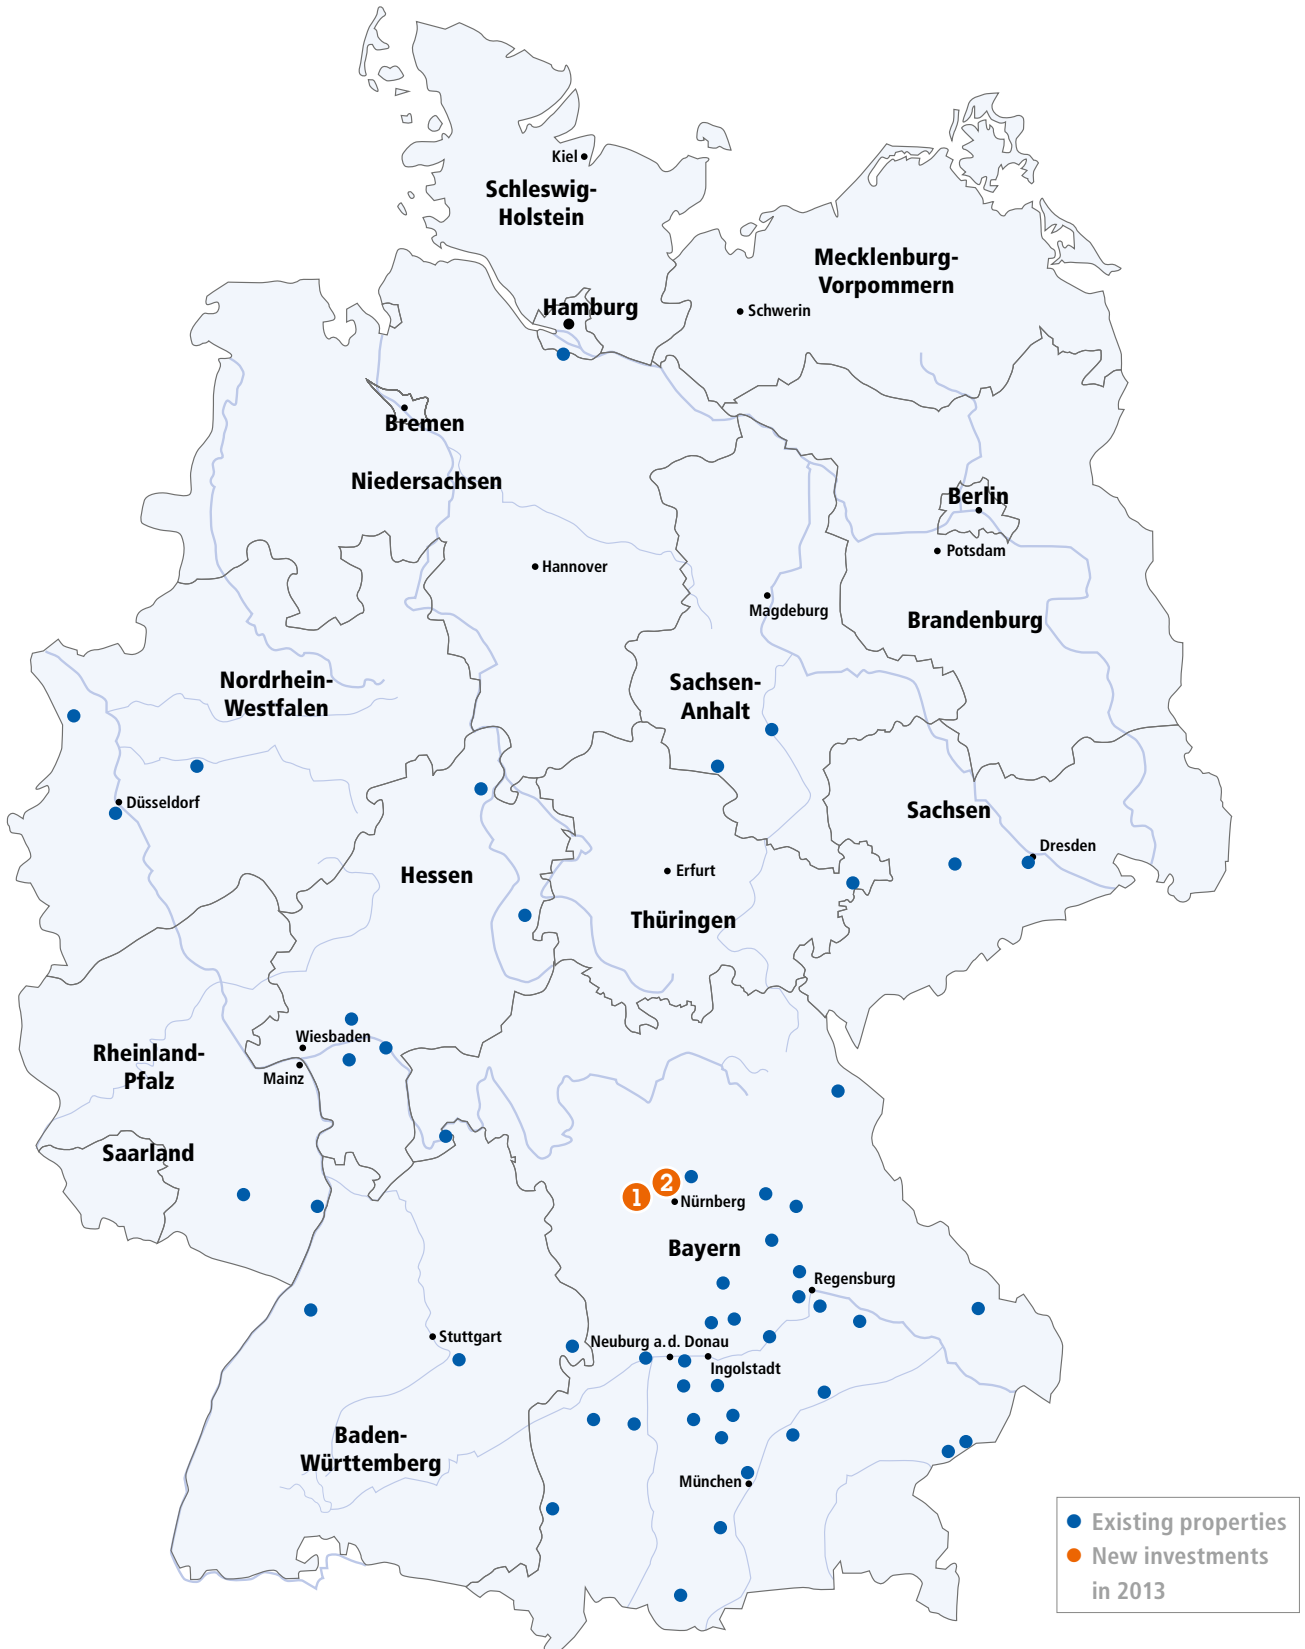 Kiel
Schleswig-
Holstein
Mecklenburg-
Vorpommern
Hamburg
Schwerin
Bremen
Niedersachsen
Berlin
Potsdam
Hannover
Magdeburg
Brandenburg
Nordrhein-
Westfalen
Sachsen-
Anhalt
Düsseldorf
Sachsen
Dresden
Hessen
Erfurt
Thüringen
Wiesbaden
Rheinland-
Pfalz
Mainz
Saarland
1
2
Nürnberg
Bayern
Regensburg
Stuttgart
Neuburg a.d. Donau
Ingolstadt
Baden-
Württemberg
München
Existing properties
New investments
in 2013